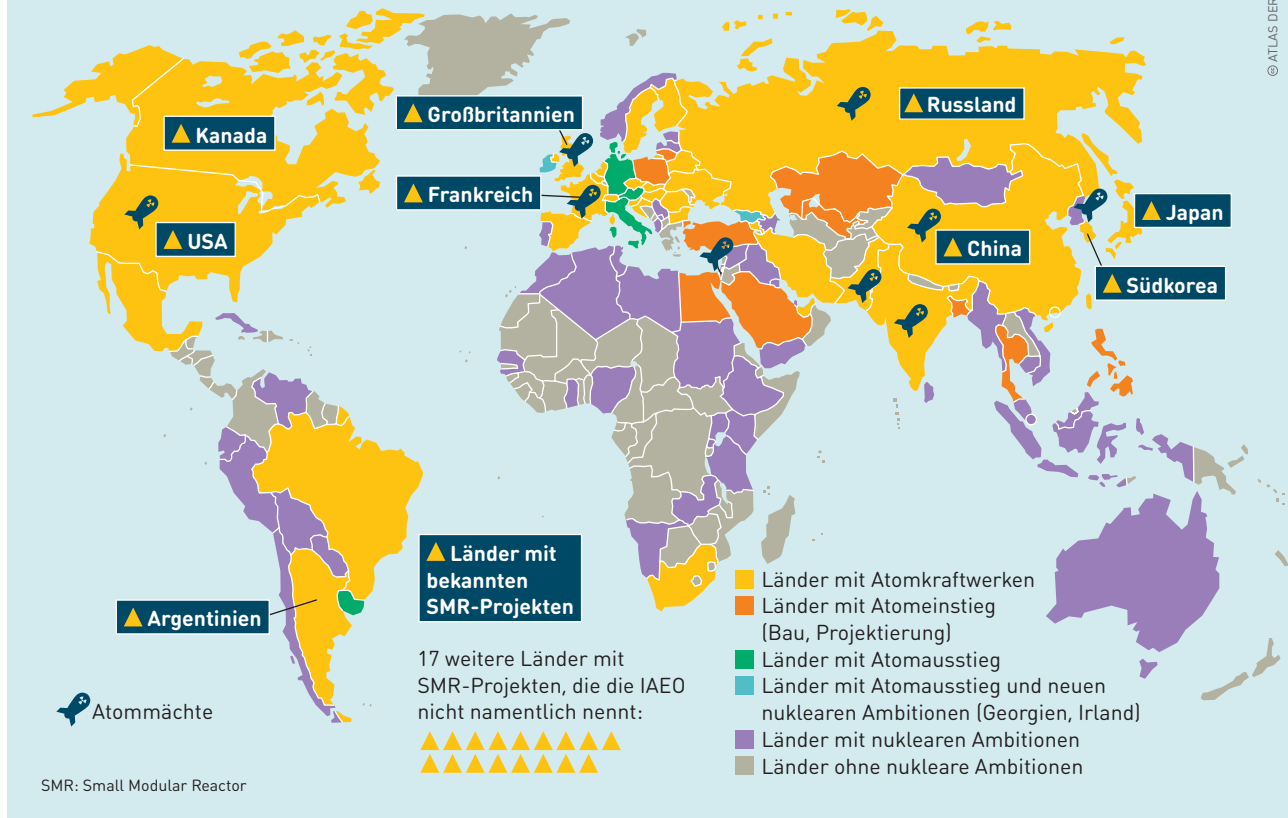 © ATLAS DER
Großbritannien
Russland
Kanada
Frankreich
Japan
USA
China
Südkorea
Länder mit
bekannten
SMR-Projekten
Argentinien
17 weitere Länder mit
SMR-Projekten, die die IAEO
nicht namentlich nennt:
Atommächte
Länder mit Atomkraftwerken
Länder mit Atomeinstieg
(Bau, Projektierung)
Länder mit Atomausstieg
Länder mit Atomausstieg und neuen
nuklearen Ambitionen (Georgien, Irland)
Länder mit nuklearen Ambitionen
Länder ohne nukleare Ambitionen
SMR: Small Modular Reactor